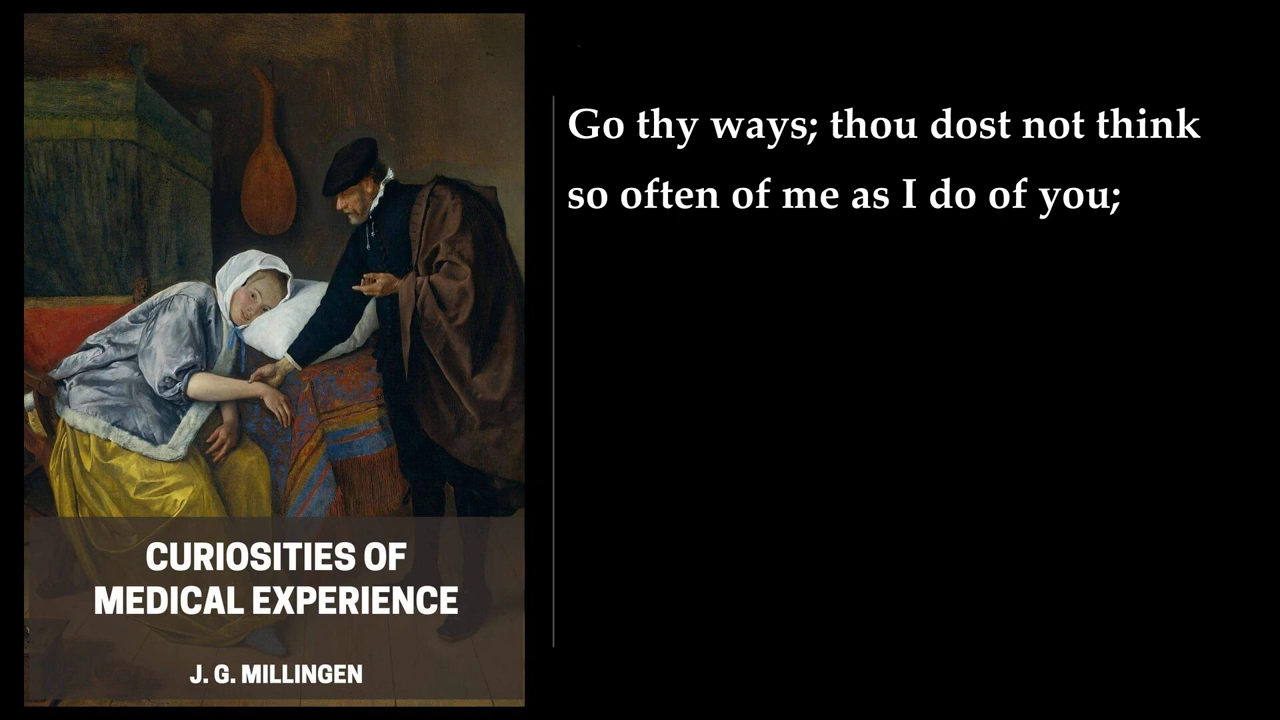 Go thy ways; thou dost not think
so often of me as I do of you;
CURIOSITIES OF
MEDICAL EXPERIENCE
J. G. MILLINGEN